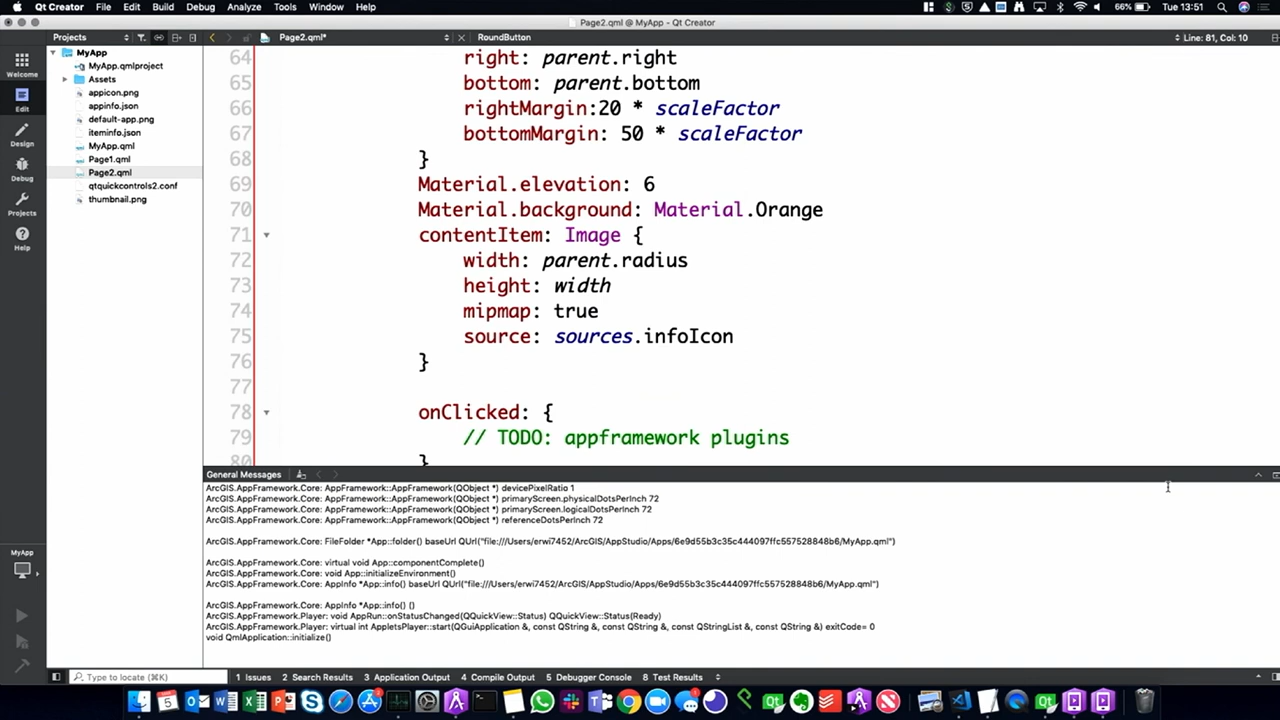 Qt Creator File Edit Build Debug Analyze Tools Window Help 66% Tue 13:51
Page2.qml @ MyApp - Qt Creator
Projects Page2.qml* RoundButton Line: 81, Col: 10
Welcome
Edit
Design
Debug
Projects
Help
MyApp
MyApp.qmlproject
Assets
appicon.png
appinfo.json
default-app.png
iteminfo.json
MyApp.qml
Page1.qml
Page2.qml
qtquickcontrols2.conf
thumbnail.png
64 right: parent.right
65 bottom: parent.bottom
66 rightMargin:20 * scaleFactor
67 bottomMargin: 50 * scaleFactor
68 }
69 Material.elevation: 6
70 Material.background: Material.Orange
71 contentItem: Image {
72 width: parent.radius
73 height: width
74 mipmap: true
75 source: sources.infoIcon
76 }
77
78 onClicked: {
79 // TODO: appframework plugins
80 }
General Messages
ArcGIS.AppFramework.Core: AppFramework::AppFramework(QObject *) devicePixelRatio 1
ArcGIS.AppFramework.Core: AppFramework::AppFramework(QObject *) primaryScreen.physicalDotsPerInch 72
ArcGIS.AppFramework.Core: AppFramework::AppFramework(QObject *) primaryScreen.logicalDotsPerInch 72
ArcGIS.AppFramework.Core: AppFramework::AppFramework(QObject *) referenceDotsPerInch 72
ArcGIS.AppFramework.Core: FileFolder *App::folder() baseUrl QUrl("file:///Users/erwi7452/ArcGIS/AppStudio/Apps/6e9d55b3c35c444097ffc557528848b6/MyApp.qml")
ArcGIS.AppFramework.Core: virtual void App::componentComplete()
ArcGIS.AppFramework.Core: void App::initializeEnvironment()
ArcGIS.AppFramework.Core: AppInfo *App::info() baseUrl QUrl("file:///Users/erwi7452/ArcGIS/AppStudio/Apps/6e9d55b3c35c444097ffc557528848b6/MyApp.qml")
ArcGIS.AppFramework.Core: AppInfo *App::info() ()
ArcGIS.AppFramework.Player: void AppRun::onStatusChanged(QQuickView::Status) QQuickView::Status(Ready)
ArcGIS.AppFramework.Player: virtual int AppletsPlayer::start(QGuiApplication &, const QString &, const QString &, const QStringList &, const QString &) exitCode= 0
void QmlApplication::initialize()
MyApp
Type to locate (⌘K) 1 Issues 2 Search Results 3 Application Output 4 Compile Output 5 Debugger Console 8 Test Results